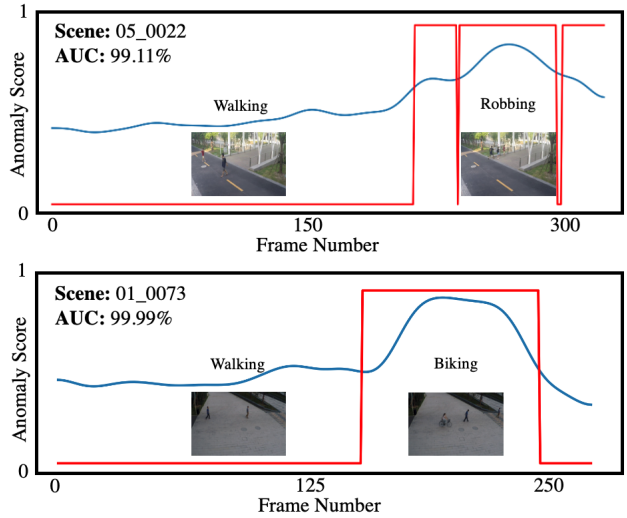 1
Scene: 05_0022
AUC: 99.11%
Anomaly Score
Walking
Robbing
0
0
150
300
Frame Number
1
Scene: 01_0073
AUC: 99.99%
Anomaly Score
Walking
Biking
0
0
125
250
Frame Number